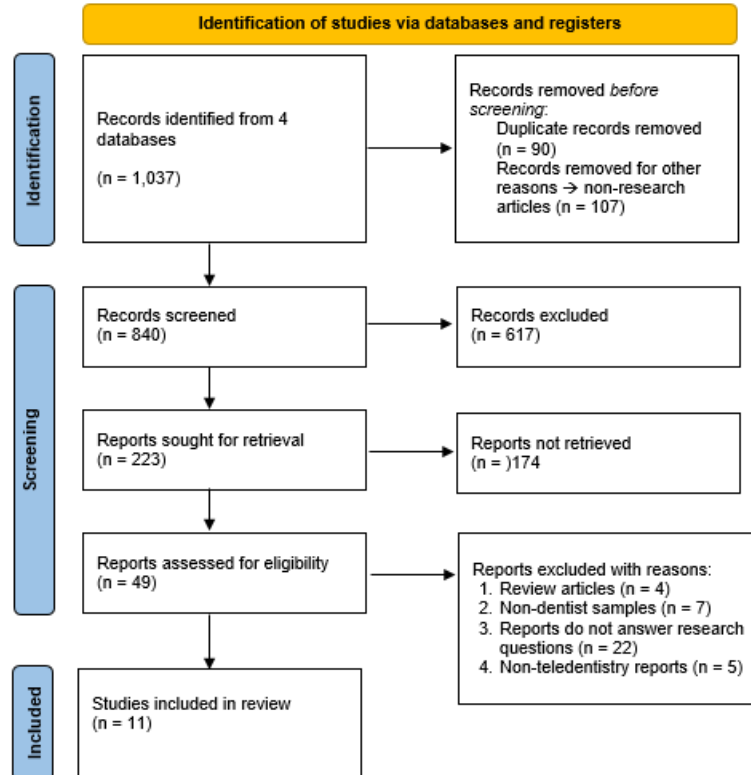 Identification of studies via databases and registers
Identification
Records identified from 4
databases
(n = 1,037)
Records removed before
screening:
Duplicate records removed
(n = 90)
Records removed for other
reasons → non-research
articles (n = 107)
Screening
Records screened
(n = 840)
Records excluded
(n = 617)
Reports sought for retrieval
(n = 223)
Reports not retrieved
(n = )174
Reports assessed for eligibility
(n = 49)
Reports excluded with reasons:
1. Review articles (n = 4)
2. Non-dentist samples (n = 7)
3. Reports do not answer research
questions (n = 22)
4. Non-teledentistry reports (n = 5)
Included
Studies included in review
(n = 11)